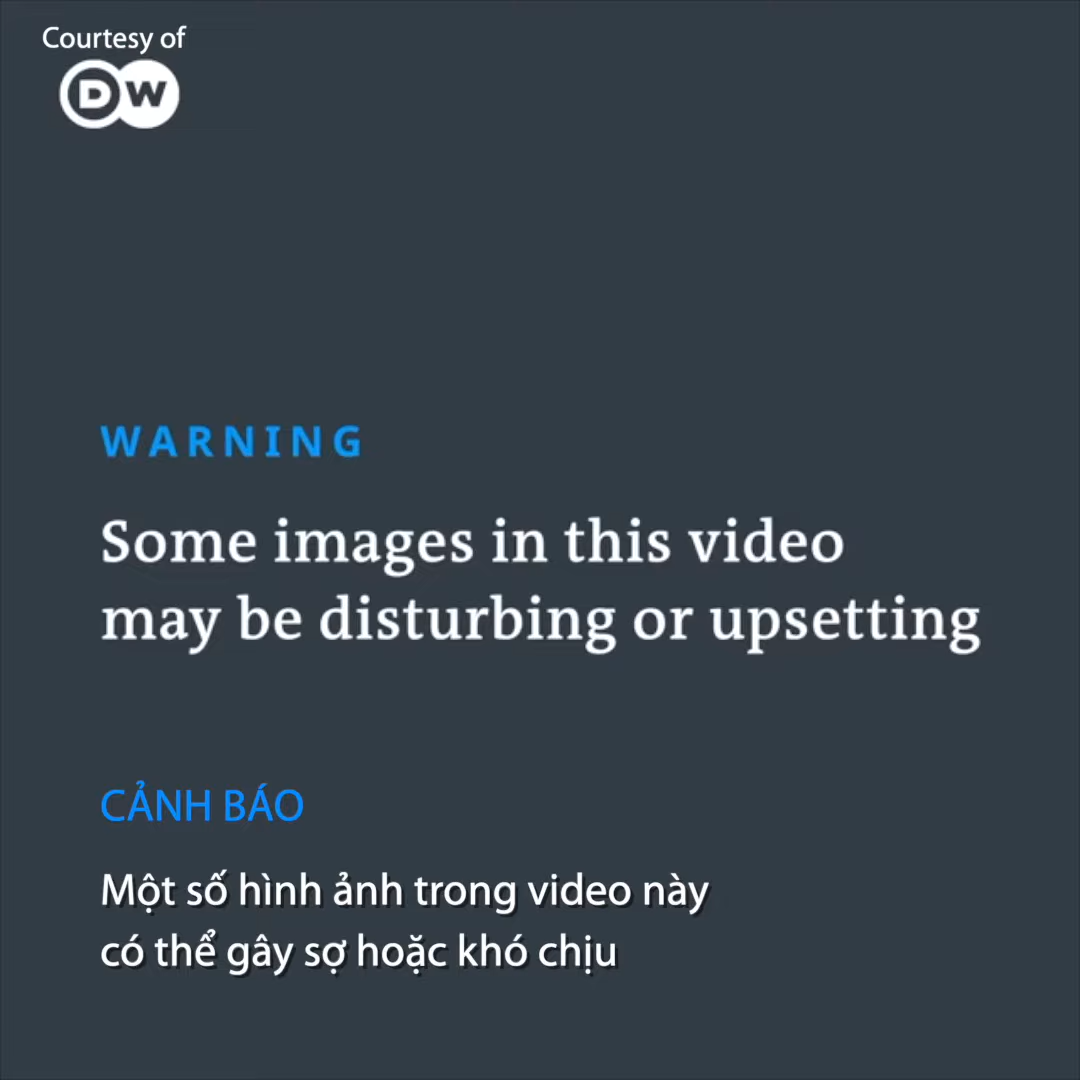 Courtesy of
DW
WARNING
Some images in this video
may be disturbing or upsetting
CẢNH BÁO
Một số hình ảnh trong video này
có thể gây sợ hoặc khó chịu